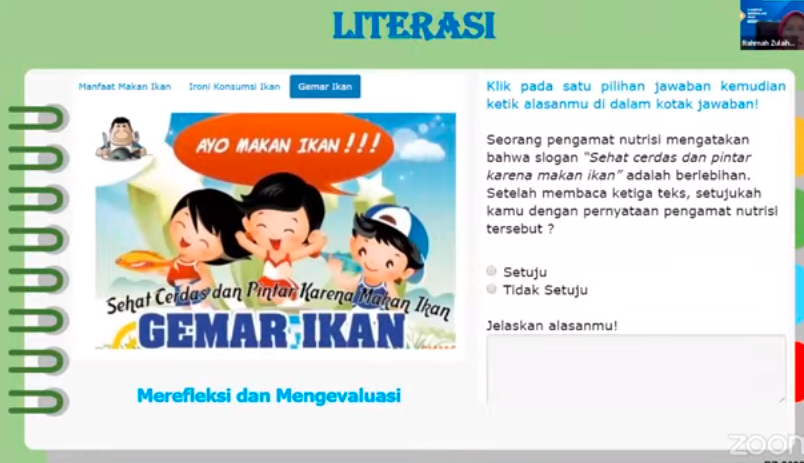 LITERASI
Rahmah Zulaih...
Manfaat Makan Ikan Ironi Konsumsi Ikan Gemar Ikan
AYO MAKAN IKAN !!!
Sehat Cerdas dan Pintar Karena Makan Ikan
GEMAR IKAN
Merefleksi dan Mengevaluasi
Klik pada satu pilihan jawaban kemudian
ketik alasanmu di dalam kotak jawaban!
Seorang pengamat nutrisi mengatakan
bahwa slogan "Sehat cerdas dan pintar
karena makan ikan" adalah berlebihan.
Setelah membaca ketiga teks, setujukah
kamu dengan pernyataan pengamat nutrisi
tersebut ?
Setuju
Tidak Setuju
Jelaskan alasanmu!
zoom